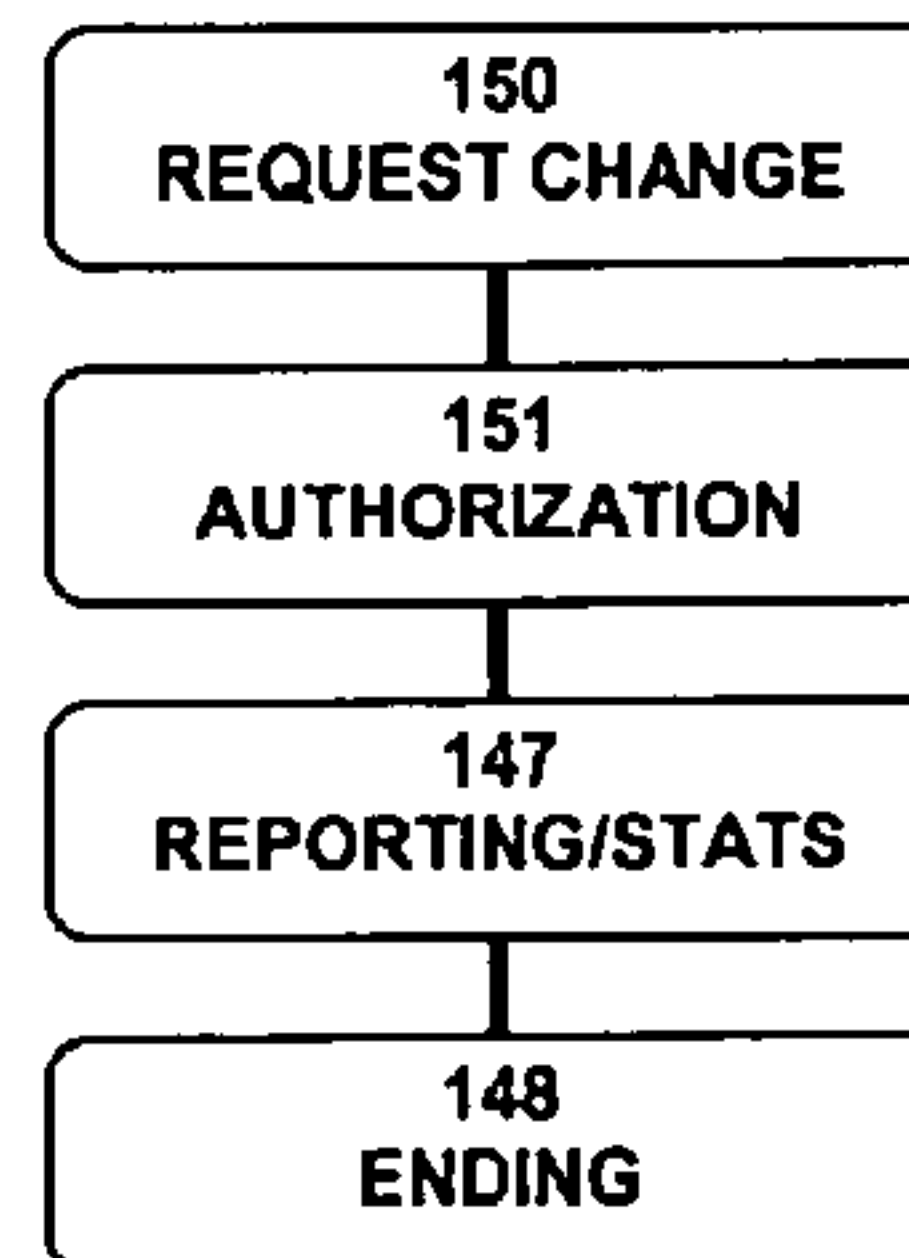 150
REQUEST CHANGE
151
AUTHORIZATION
147
REPORTING/STATS
148
ENDING